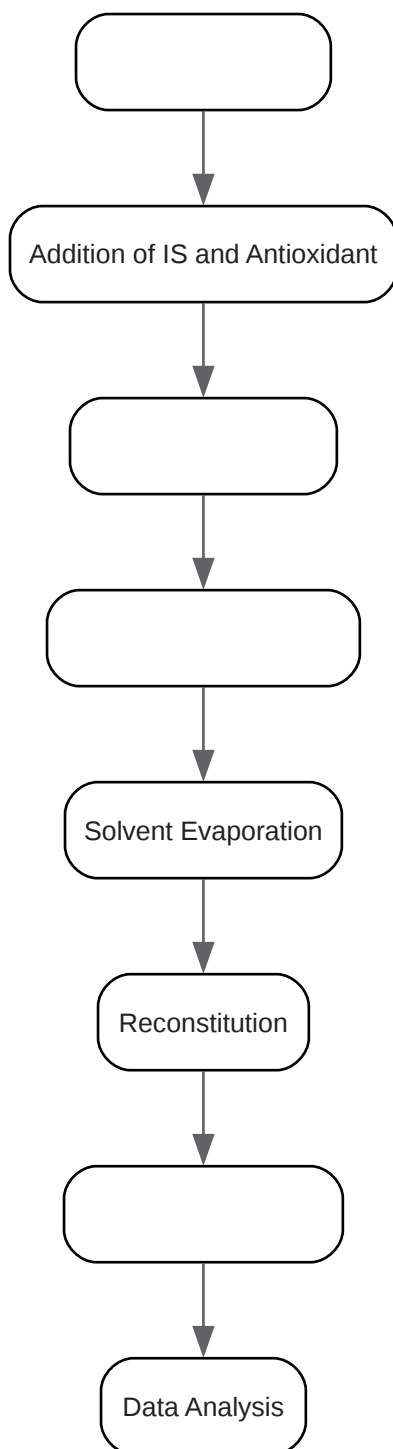 Addition of IS and Antioxidant
Solvent Evaporation
Reconstitution
Data Analysis